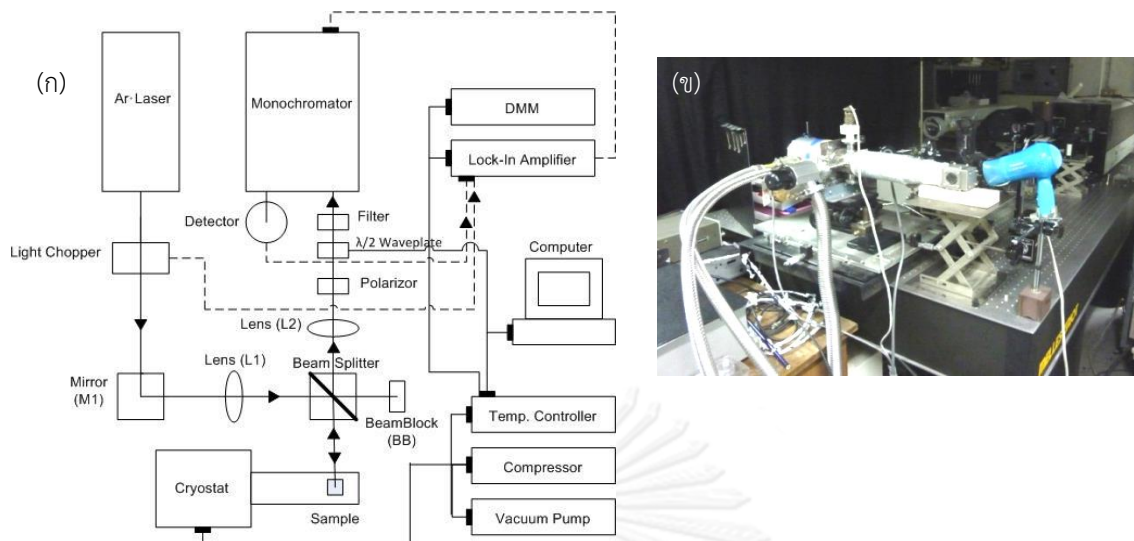 (ก)
Ar-Laser
Monochromator
DMM
Lock-In Amplifier
Detector
Filter
λ/2 Waveplate
Light Chopper
Polarizor
Computer
Lens (L2)
Lens (L1)
Beam Splitter
Mirror
(M1)
BeamBlock
(BB)
Temp. Controller
Cryostat
Compressor
Sample
Vacuum Pump
(ข)